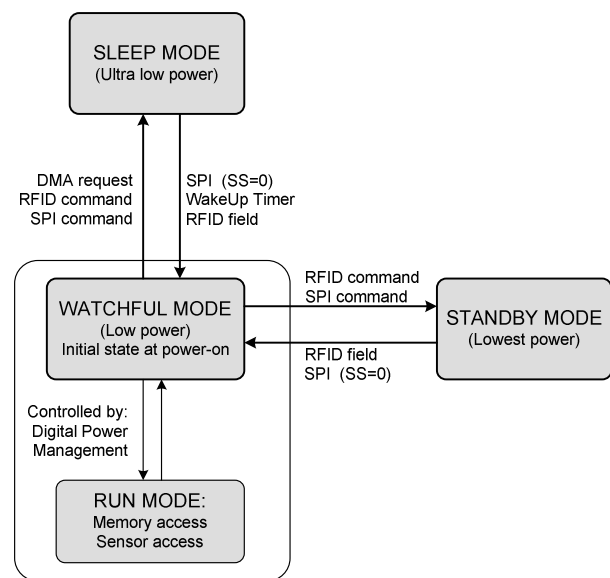 SLEEP MODE
(Ultra low power)
DMA request
RFID command
SPI command
SPI (SS=0)
WakeUp Timer
RFID field
WATCHFUL MODE
(Low power)
Initial state at power-on
RFID command
SPI command
RFID field
SPI (SS=0)
STANDBY MODE
(Lowest power)
Controlled by:
Digital Power
Management
RUN MODE:
Memory access
Sensor access